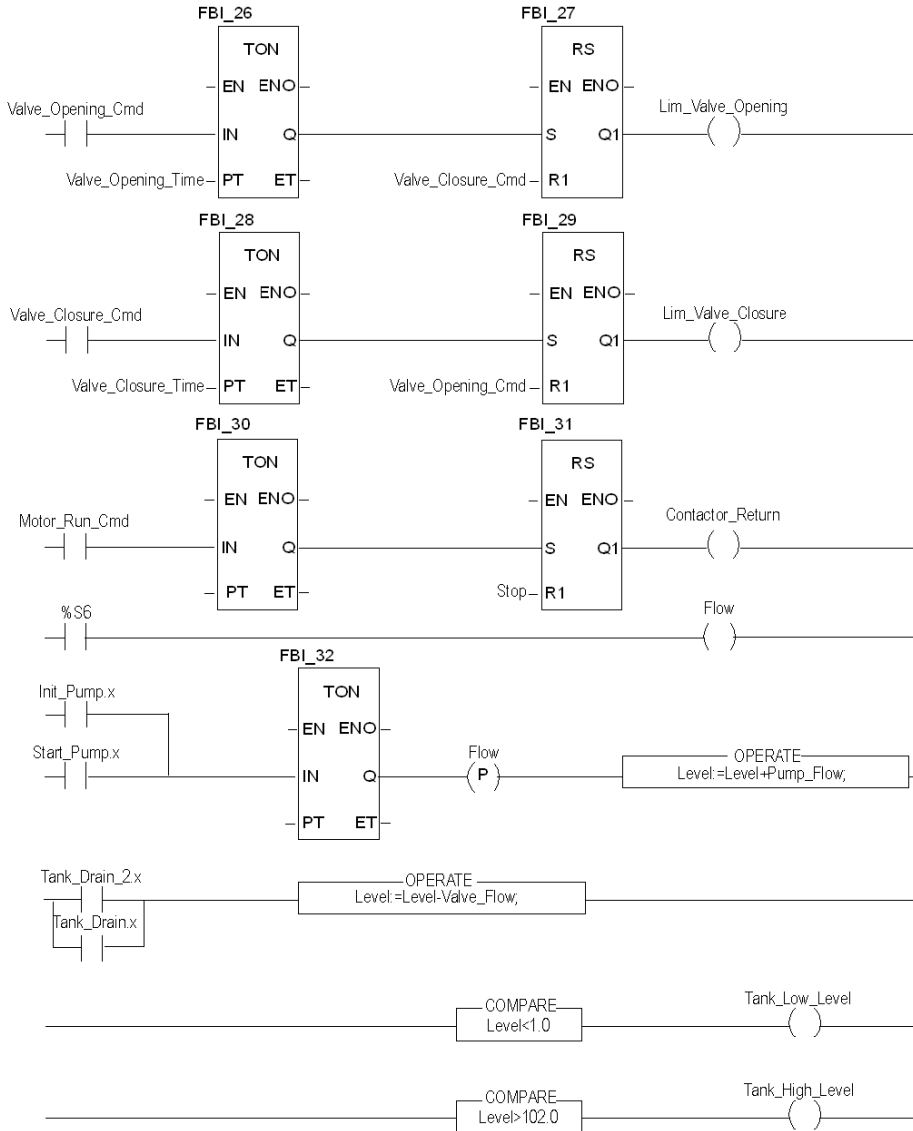 FBI_26 FBI_27
TON RS
EN ENO EN ENO
Valve_Opening_Cmd Lim_Valve_Opening
IN Q S Q1
Valve_Opening_Time PT ET Valve_Closure_Cmd R1
FBI_28 FBI_29
TON RS
EN ENO EN ENO
Valve_Closure_Cmd Lim_Valve_Closure
IN Q S Q1
Valve_Closure_Time PT ET Valve_Opening_Cmd R1
FBI_30 FBI_31
TON RS
EN ENO EN ENO
Motor_Run_Cmd Contactor_Return
IN Q S Q1
PT ET Stop R1
%S6 Flow
FBI_32
TON
Init_Pump.x
EN ENO
Start_Pump.x Flow OPERATE
IN Q P Level:=Level+Pump_Flow;
PT ET
Tank_Drain_2.x OPERATE
Level:=Level-Valve_Flow;
Tank_Drain.x
COMPARE Tank_Low_Level
Level<1.0
COMPARE Tank_High_Level
Level>102.0